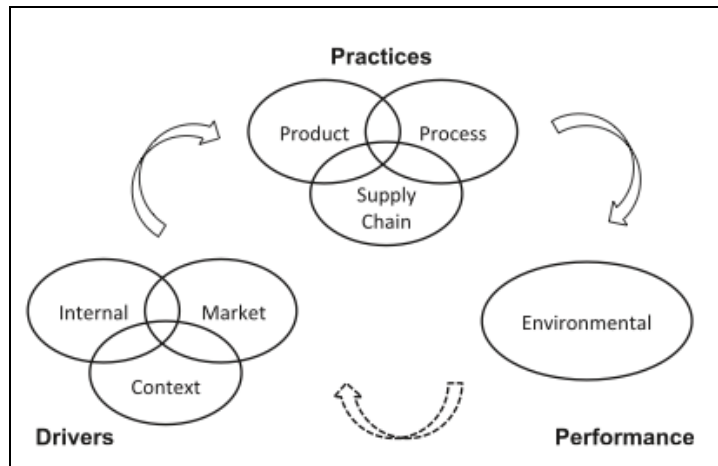 Practices
Product
Process
Supply
Chain
Internal
Market
Context
Environmental
Drivers
Performance